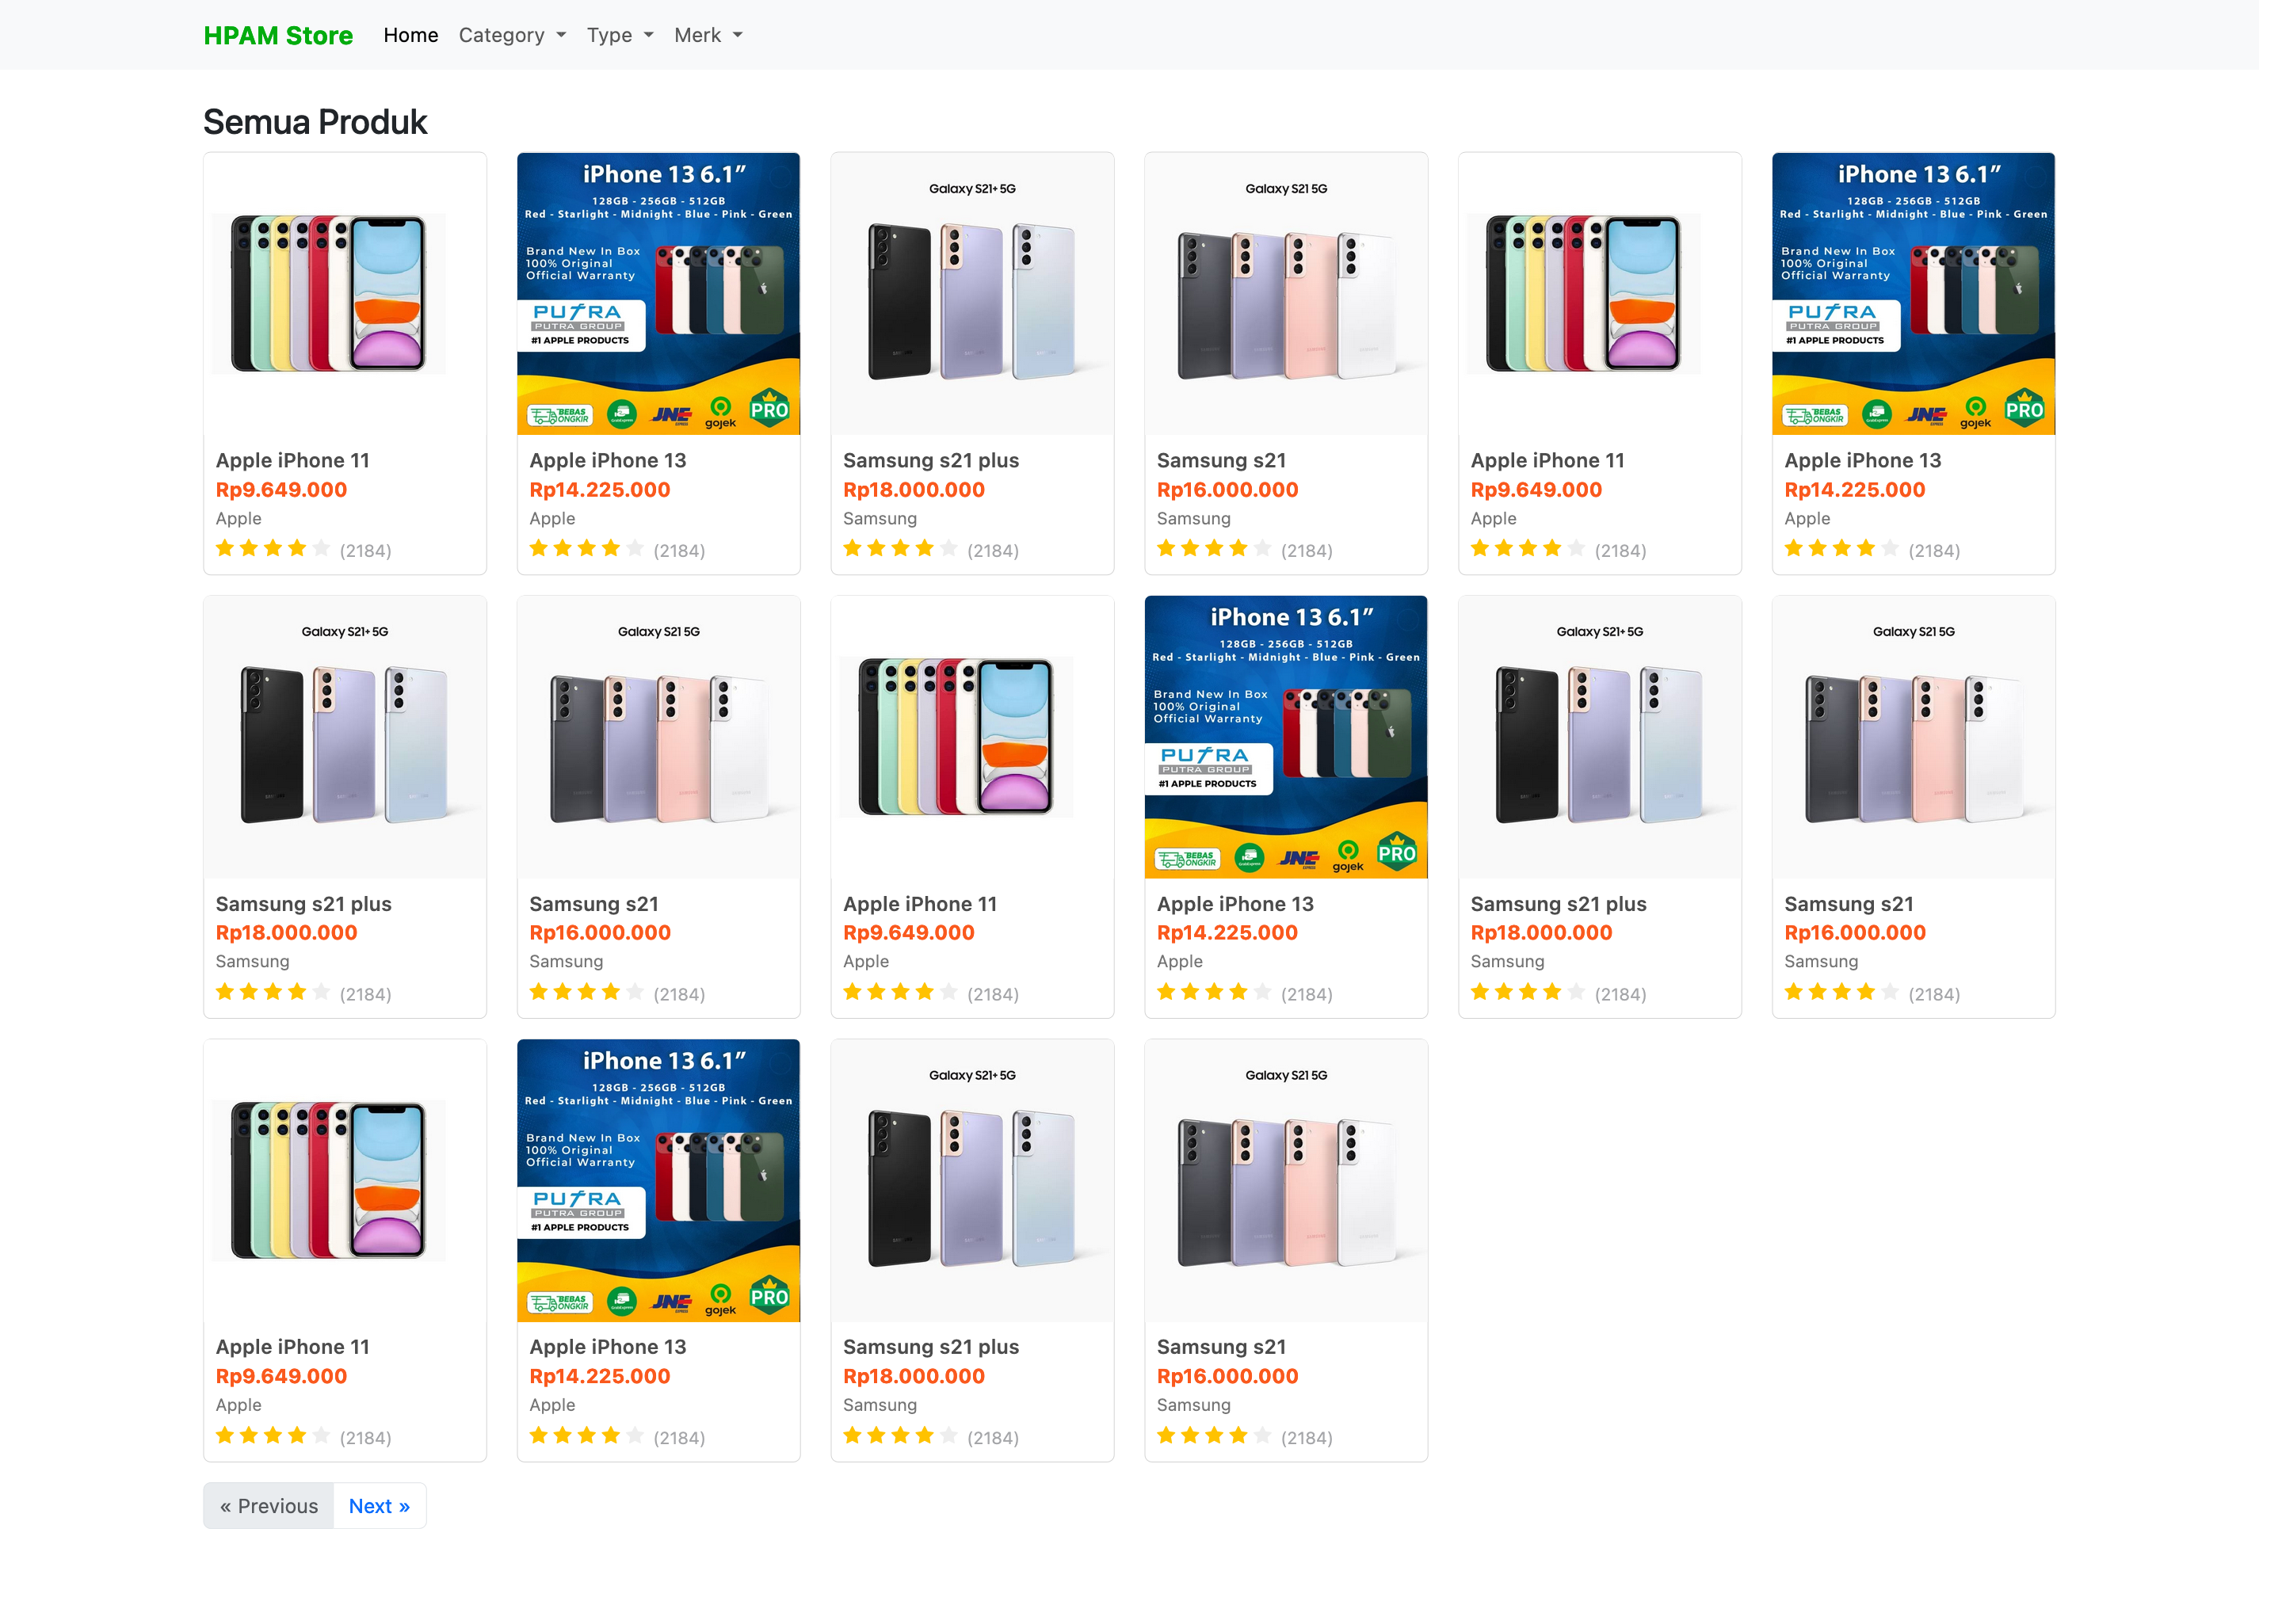 HPAM Store Home Category Type Merk
Semua Produk
iPhone 13 6.1”
128GB - 256GB - 512GB
Red - Starlight - Midnight - Blue - Pink - Green
Brand New In Box
100% Original
Official Warranty
PUTRA
PUTRA GROUP
#1 APPLE PRODUCTS
BEBAS
ONGKIR
JNE
EXPRESS
gojek
PRO
Galaxy S21+ 5G
Galaxy S21 5G
iPhone 13 6.1”
128GB - 256GB - 512GB
Red - Starlight - Midnight - Blue - Pink - Green
Brand New In Box
100% Original
Official Warranty
PUTRA
PUTRA GROUP
#1 APPLE PRODUCTS
BEBAS
ONGKIR
JNE
EXPRESS
gojek
PRO
Apple iPhone 11
Rp9.649.000
Apple
(2184)
Apple iPhone 13
Rp14.225.000
Apple
(2184)
Samsung s21 plus
Rp18.000.000
Samsung
(2184)
Samsung s21
Rp16.000.000
Samsung
(2184)
Apple iPhone 11
Rp9.649.000
Apple
(2184)
Apple iPhone 13
Rp14.225.000
Apple
(2184)
Galaxy S21+ 5G
Galaxy S21 5G
iPhone 13 6.1”
128GB - 256GB - 512GB
Red - Starlight - Midnight - Blue - Pink - Green
Brand New In Box
100% Original
Official Warranty
PUTRA
PUTRA GROUP
#1 APPLE PRODUCTS
BEBAS
ONGKIR
JNE
EXPRESS
gojek
PRO
Galaxy S21+ 5G
Galaxy S21 5G
Samsung s21 plus
Rp18.000.000
Samsung
(2184)
Samsung s21
Rp16.000.000
Samsung
(2184)
Apple iPhone 11
Rp9.649.000
Apple
(2184)
Apple iPhone 13
Rp14.225.000
Apple
(2184)
Samsung s21 plus
Rp18.000.000
Samsung
(2184)
Samsung s21
Rp16.000.000
Samsung
(2184)
iPhone 13 6.1”
128GB - 256GB - 512GB
Red - Starlight - Midnight - Blue - Pink - Green
Brand New In Box
100% Original
Official Warranty
PUTRA
PUTRA GROUP
#1 APPLE PRODUCTS
BEBAS
ONGKIR
JNE
EXPRESS
gojek
PRO
Galaxy S21+ 5G
Galaxy S21 5G
Apple iPhone 11
Rp9.649.000
Apple
(2184)
Apple iPhone 13
Rp14.225.000
Apple
(2184)
Samsung s21 plus
Rp18.000.000
Samsung
(2184)
Samsung s21
Rp16.000.000
Samsung
(2184)
« Previous Next »